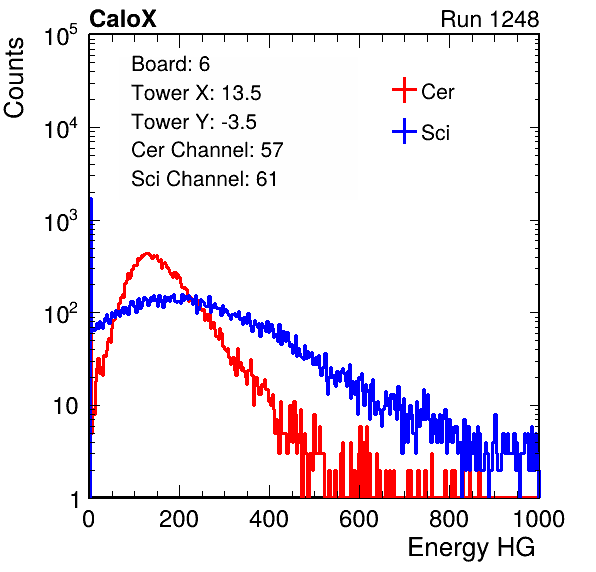 CaloX Run 1248
Board: 6
Tower X: 13.5
Tower Y: -3.5
Cer Channel: 57
Sci Channel: 61
Cer
Sci
Counts
10^5
10^4
10^3
10^2
10
1
0 200 400 600 800 1000
Energy HG